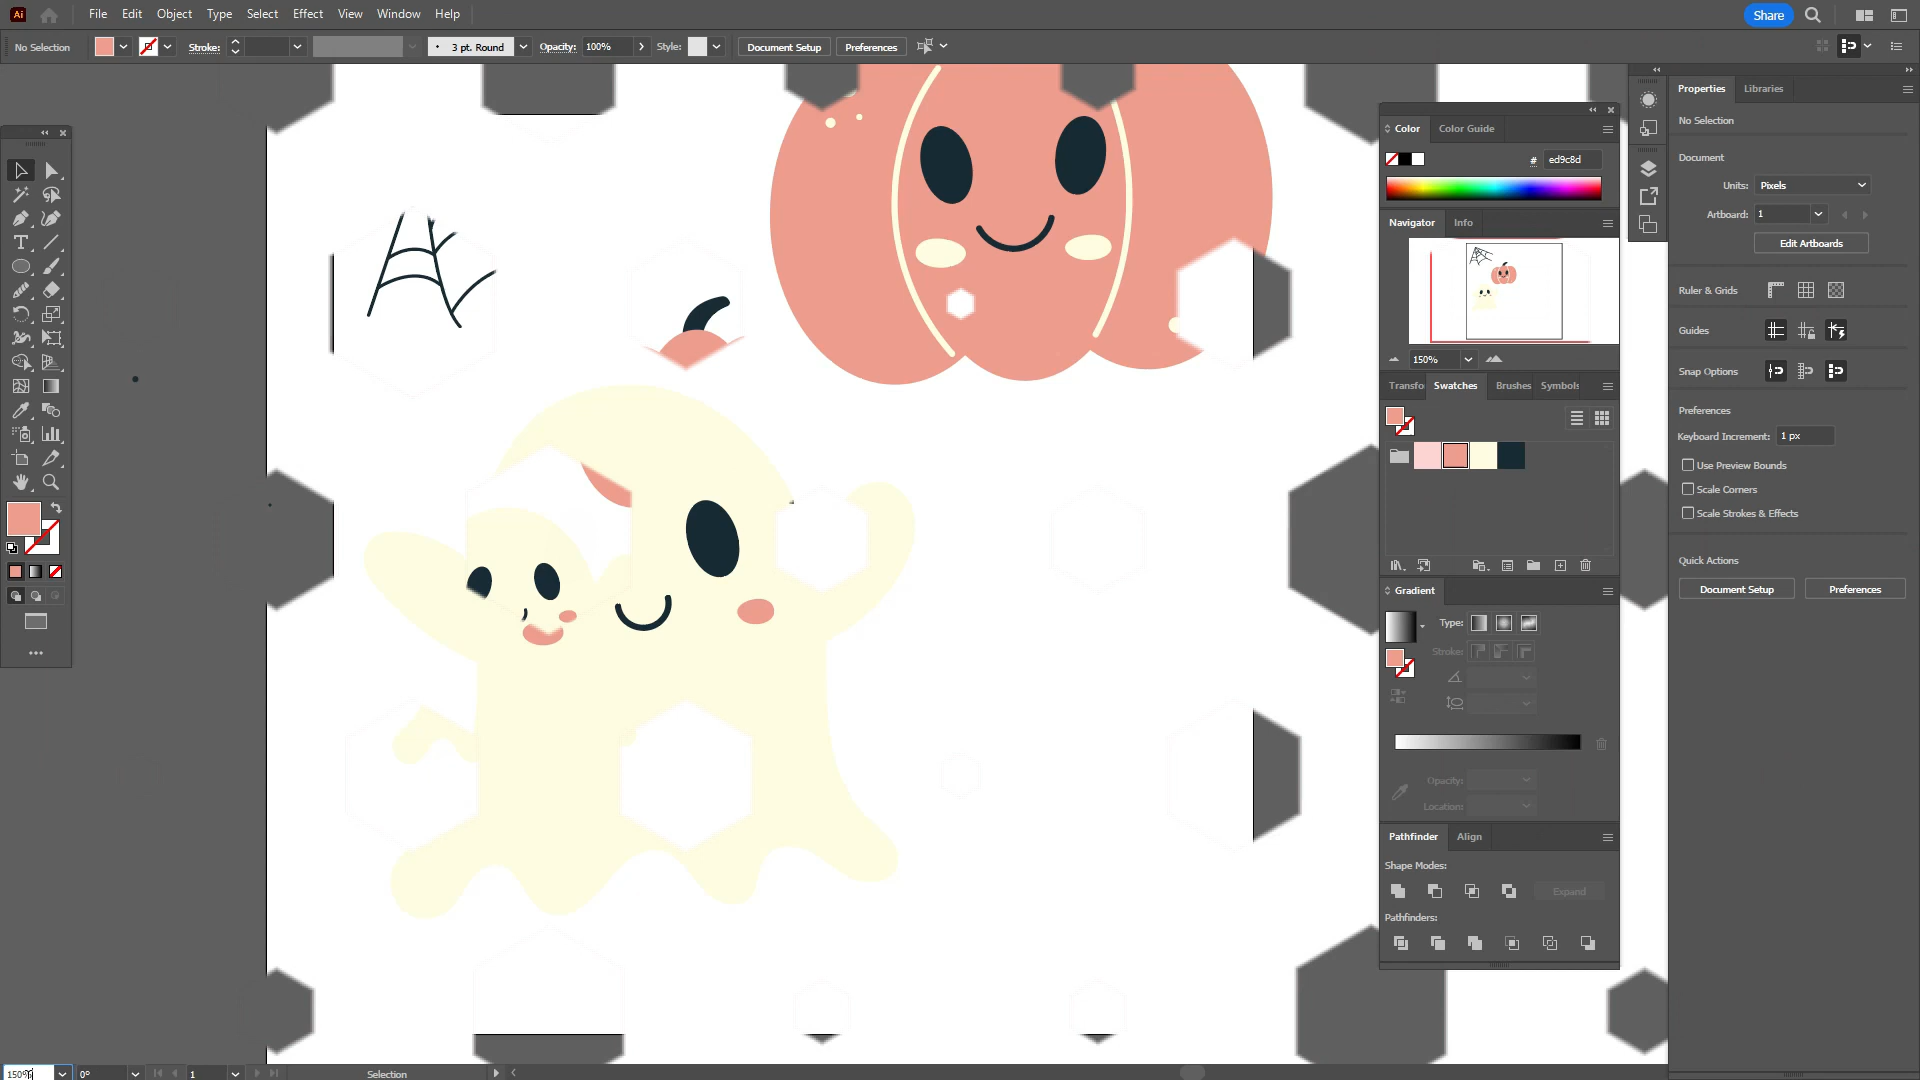 Ai File Edit Object Type Select Effect View Window Help Share
No Selection Stroke: 3 pt. Round Opacity: 100% Style: Document Setup Preferences
Properties Libraries
No Selection
Document
Units: Pixels
Artboard: 1
Edit Artboards
Ruler & Grids
Guides
Snap Options
Preferences
Keyboard Increment: 1 px
Use Preview Bounds
Scale Corners
Scale Strokes & Effects
Quick Actions
Document Setup Preferences
Color Color Guide
# ed9c8d
Navigator Info
150%
Transfo Swatches Brushes Symbols
Gradient
Type:
Stroke:
Opacity:
Location:
Pathfinder Align
Shape Modes:
Expand
Pathfinders:
150% 0° 1 Selection